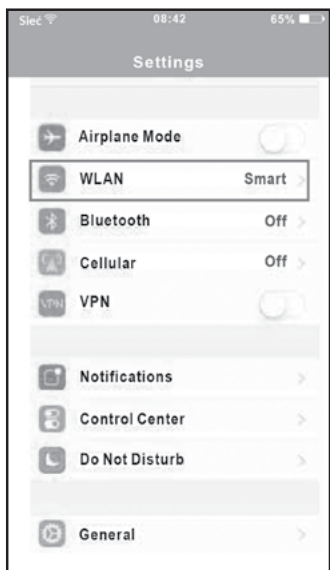 Sieć 08:42 65%
Settings
Airplane Mode
WLAN Smart
Bluetooth Off
Cellular Off
VPN VPN
Notifications
Control Center
Do Not Disturb
General